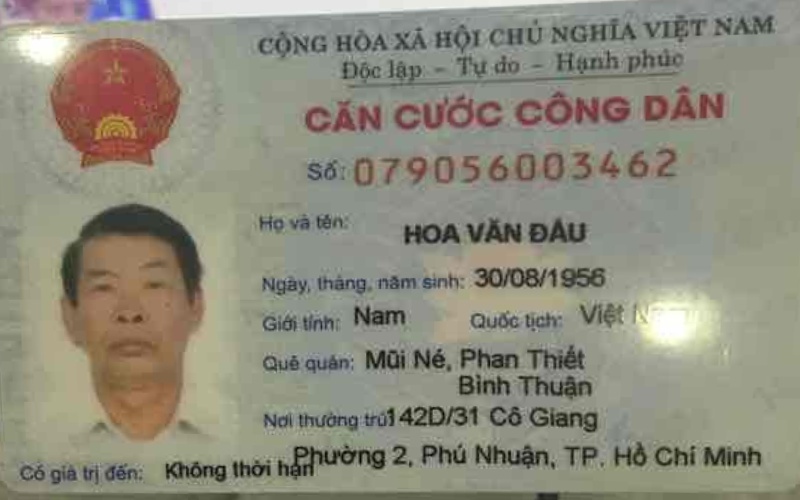 CỘNG HÒA XÃ HỘI CHỦ NGHĨA VIỆT NAM
Độc lập – Tự do – Hạnh phúc
CĂN CƯỚC CÔNG DÂN
Số: 079056003462
Họ và tên: HOA VĂN ĐẤU
Ngày, tháng, năm sinh: 30/08/1956
Giới tính: Nam Quốc tịch: Việt
Quê quán: Mũi Né, Phan Thiết
Bình Thuận
Nơi thường trú: 142D/31 Cô Giang
Phường 2, Phú Nhuận, TP. Hồ Chí Minh
Có giá trị đến: Không thời hạn